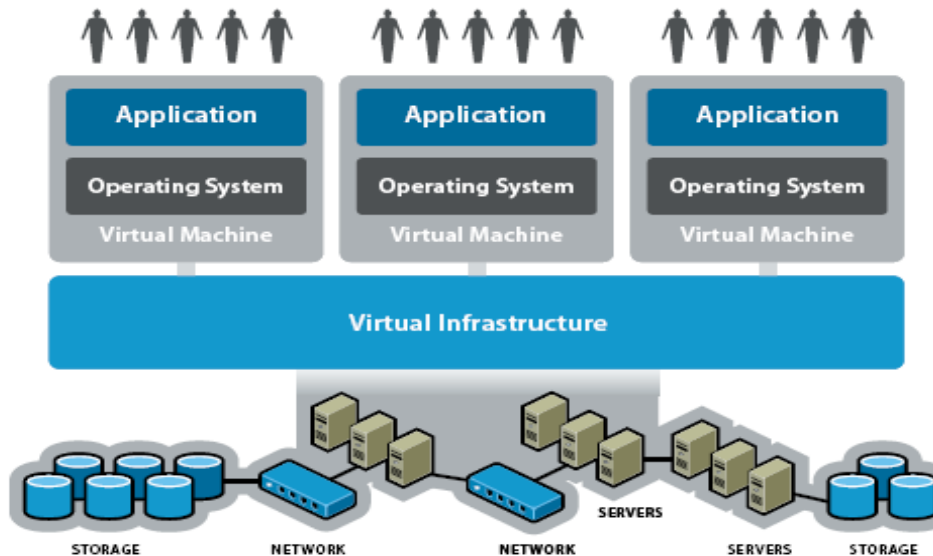 Application
Application
Application
Operating System
Operating System
Operating System
Virtual Machine
Virtual Machine
Virtual Machine
Virtual Infrastructure
SERVERS
STORAGE
NETWORK
NETWORK
SERVERS
STORAGE